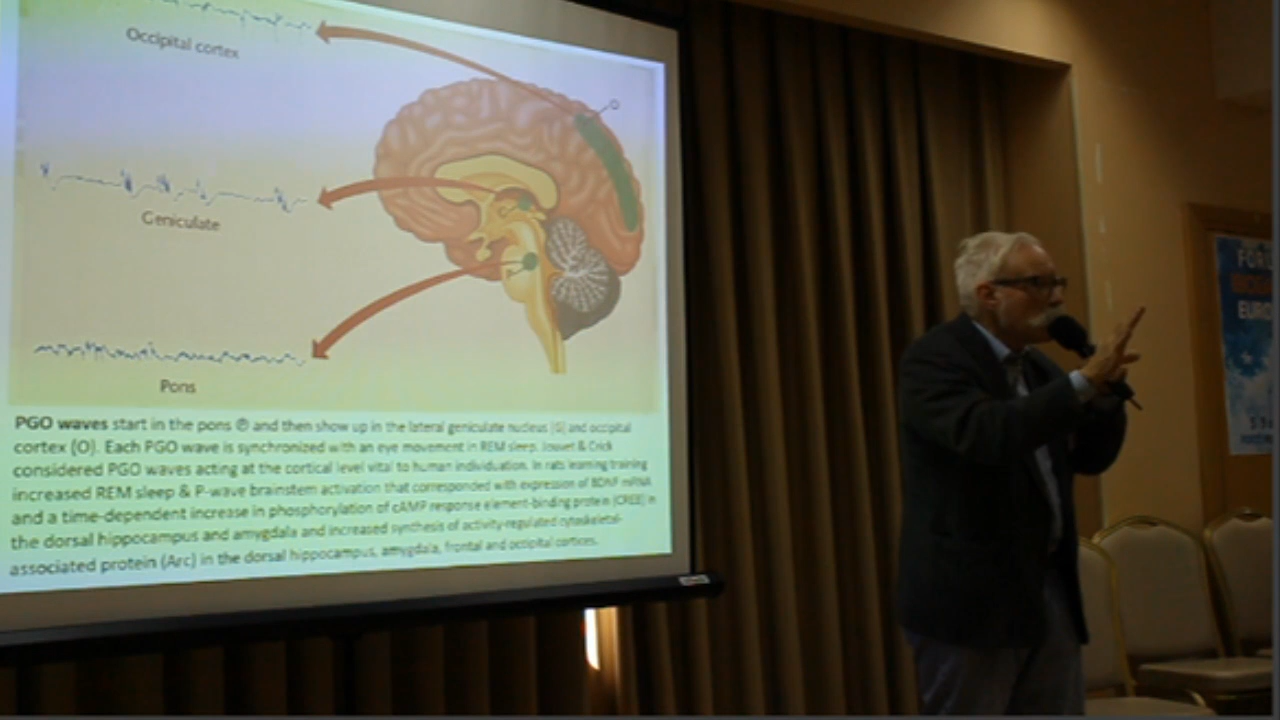 Occipital cortex
Geniculate
Pons
PGO waves start in the pons (P) and then show up in the lateral geniculate nucleus (G) and occipital
cortex (O). Each PGO wave is synchronized with an eye movement in REM sleep. Jouvet & Crick
considered PGO waves acting at the cortical level vital to human individuation. In rats learning training
increased REM sleep & P-wave brainstem activation that corresponded with expression of BDNF mRNA
and a time-dependent increase in phosphorylation of cAMP response element-binding protein (CREB) in
the dorsal hippocampus and amygdala and increased synthesis of activity-regulated cytoskeletal-
associated protein (Arc) in the dorsal hippocampus, amygdala, frontal and occipital cortices.
EURO